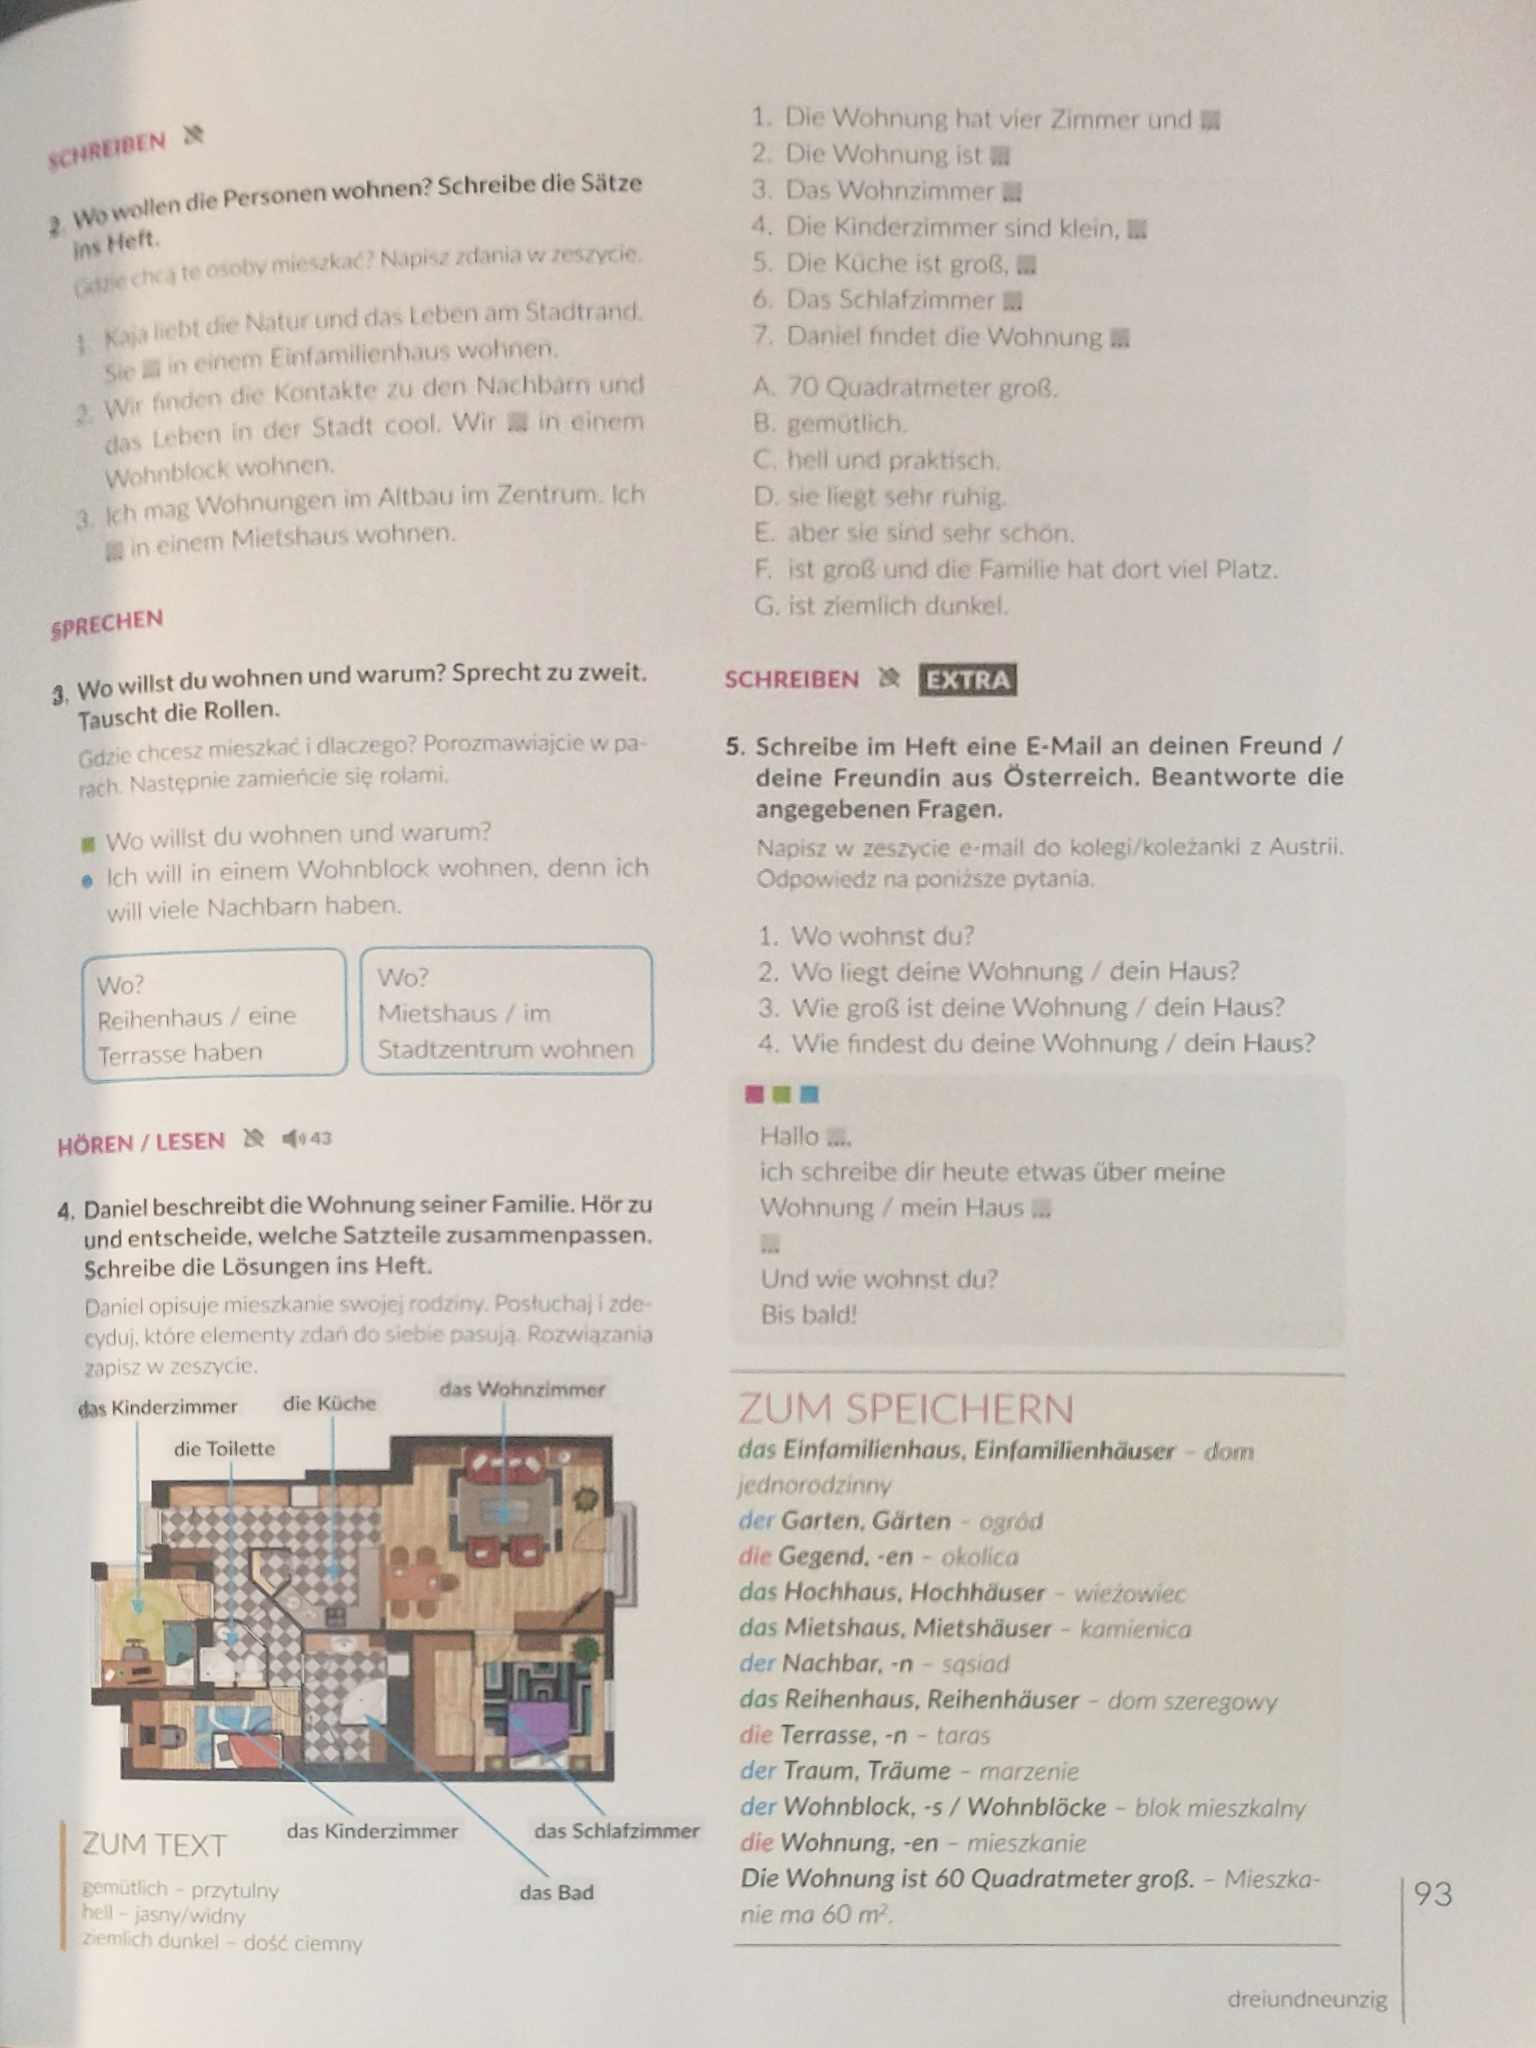 SCHREIBEN
2. Wo wollen die Personen wohnen? Schreibe die Sätze
ins Heft.
Gdzie chcą te osoby mieszkać? Napisz zdania w zeszycie.
1. Kaja liebt die Natur und das Leben am Stadtrand.
Sie ... in einem Einfamilienhaus wohnen.
2. Wir finden die Kontakte zu den Nachbarn und
das Leben in der Stadt cool. Wir ... in einem
Wohnblock wohnen.
3. Ich mag Wohnungen im Altbau im Zentrum. Ich
... in einem Mietshaus wohnen.
SPRECHEN
3. Wo willst du wohnen und warum? Sprecht zu zweit.
Tauscht die Rollen.
Gdzie chcesz mieszkać i dlaczego? Porozmawiajcie w pa-
rach. Następnie zamieńcie się rolami.
Wo willst du wohnen und warum?
Ich will in einem Wohnblock wohnen, denn ich
will viele Nachbarn haben.
Wo?
Reihenhaus / eine
Terrasse haben
Wo?
Mietshaus / im
Stadtzentrum wohnen
HÖREN / LESEN 43
4. Daniel beschreibt die Wohnung seiner Familie. Hör zu
und entscheide, welche Satzteile zusammenpassen.
Schreibe die Lösungen ins Heft.
Daniel opisuje mieszkanie swojej rodziny. Posłuchaj i zde-
cyduj, które elementy zdań do siebie pasują. Rozwiązania
zapisz w zeszycie.
das Kinderzimmer
die Küche
das Wohnzimmer
die Toilette
das Kinderzimmer
das Schlafzimmer
das Bad
ZUM TEXT
gemütlich – przytulny
hell – jasny/widny
ziemlich dunkel – dość ciemny
1. Die Wohnung hat vier Zimmer und ...
2. Die Wohnung ist ...
3. Das Wohnzimmer ...
4. Die Kinderzimmer sind klein, ...
5. Die Küche ist groß, ...
6. Das Schlafzimmer ...
7. Daniel findet die Wohnung ...
A. 70 Quadratmeter groß.
B. gemütlich.
C. hell und praktisch.
D. sie liegt sehr ruhig.
E. aber sie sind sehr schön.
F. ist groß und die Familie hat dort viel Platz.
G. ist ziemlich dunkel.
SCHREIBEN EXTRA
5. Schreibe im Heft eine E-Mail an deinen Freund /
deine Freundin aus Österreich. Beantworte die
angegebenen Fragen.
Napisz w zeszycie e-mail do kolegi/koleżanki z Austrii.
Odpowiedz na poniższe pytania.
1. Wo wohnst du?
2. Wo liegt deine Wohnung / dein Haus?
3. Wie groß ist deine Wohnung / dein Haus?
4. Wie findest du deine Wohnung / dein Haus?
Hallo ...,
ich schreibe dir heute etwas über meine
Wohnung / mein Haus ...
...
Und wie wohnst du?
Bis bald!
ZUM SPEICHERN
das Einfamilienhaus, Einfamilienhäuser – dom
jednorodzinny
der Garten, Gärten – ogród
die Gegend, -en – okolica
das Hochhaus, Hochhäuser – wieżowiec
das Mietshaus, Mietshäuser – kamienica
der Nachbar, -n – sąsiad
das Reihenhaus, Reihenhäuser – dom szeregowy
die Terrasse, -n – taras
der Traum, Träume – marzenie
der Wohnblock, -s / Wohnblöcke – blok mieszkalny
die Wohnung, -en – mieszkanie
Die Wohnung ist 60 Quadratmeter groß. – Mieszka-
nie ma 60 m².
93
dreiundneunzig